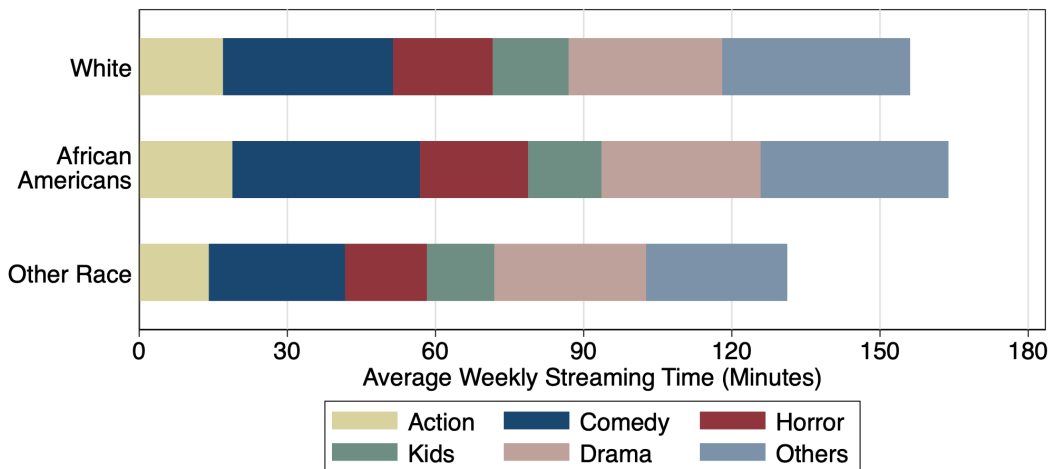 White
African
Americans
Other Race
0 30 60 90 120 150 180
Average Weekly Streaming Time (Minutes)
Action Comedy Horror
Kids Drama Others